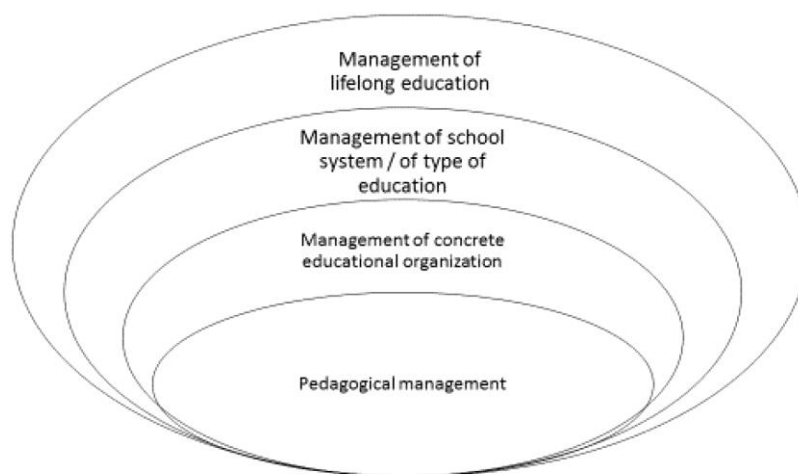 Management of
lifelong education
Management of school
system / of type of
education
Management of concrete
educational organization
Pedagogical management